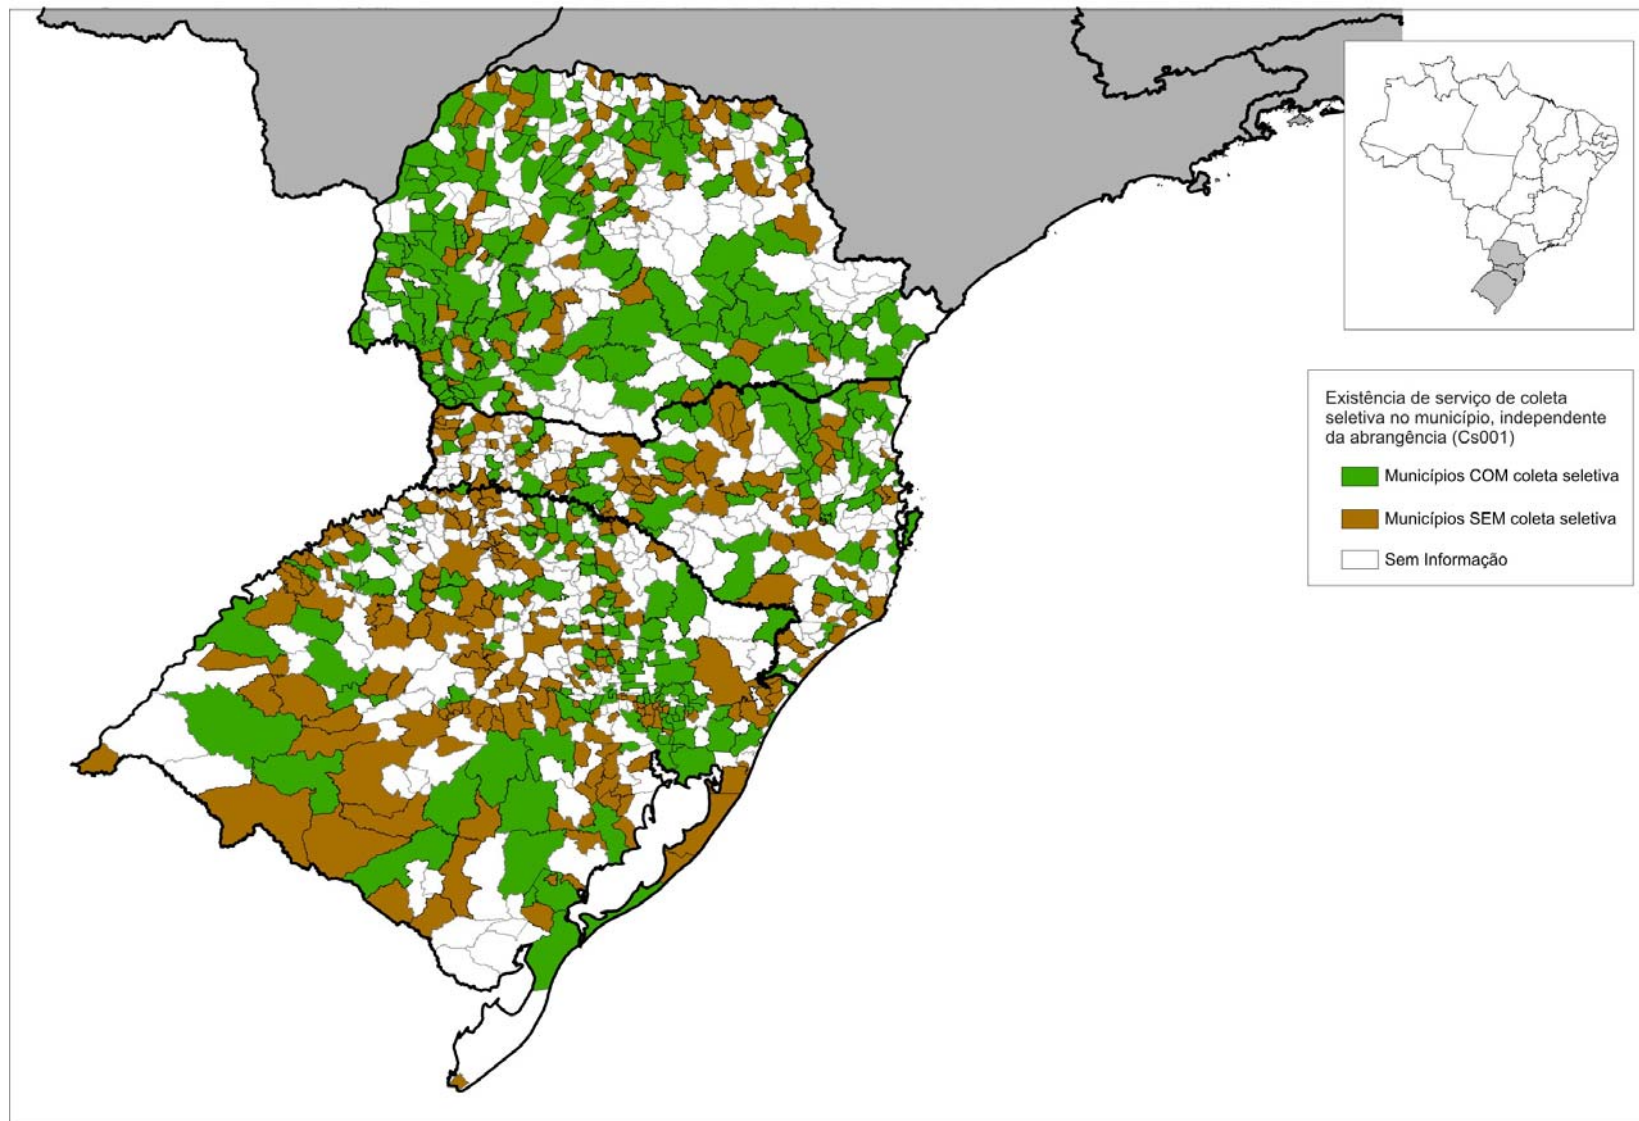 Existência de serviço de coleta
seletiva no município, independente
da abrangência (Cs001)
Municípios COM coleta seletiva
Municípios SEM coleta seletiva
Sem Informação